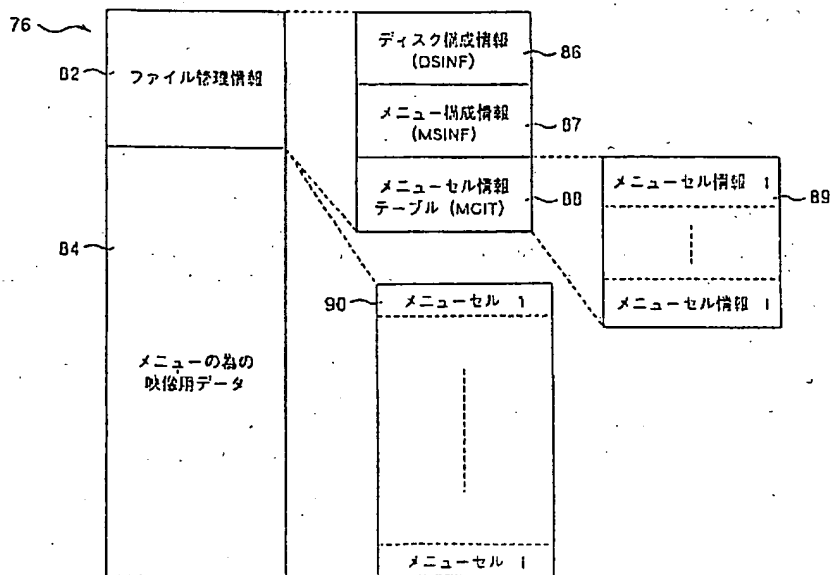 76
82
ファイル管理情報
84
メニューの為の
映像用データ
ディスク構成情報
(DSINF)
86
メニュー構成情報
(MSINF)
87
メニューセル情報
テーブル (MCIT)
88
メニューセル情報 1
89
メニューセル情報 i
90
メニューセル 1
メニューセル i